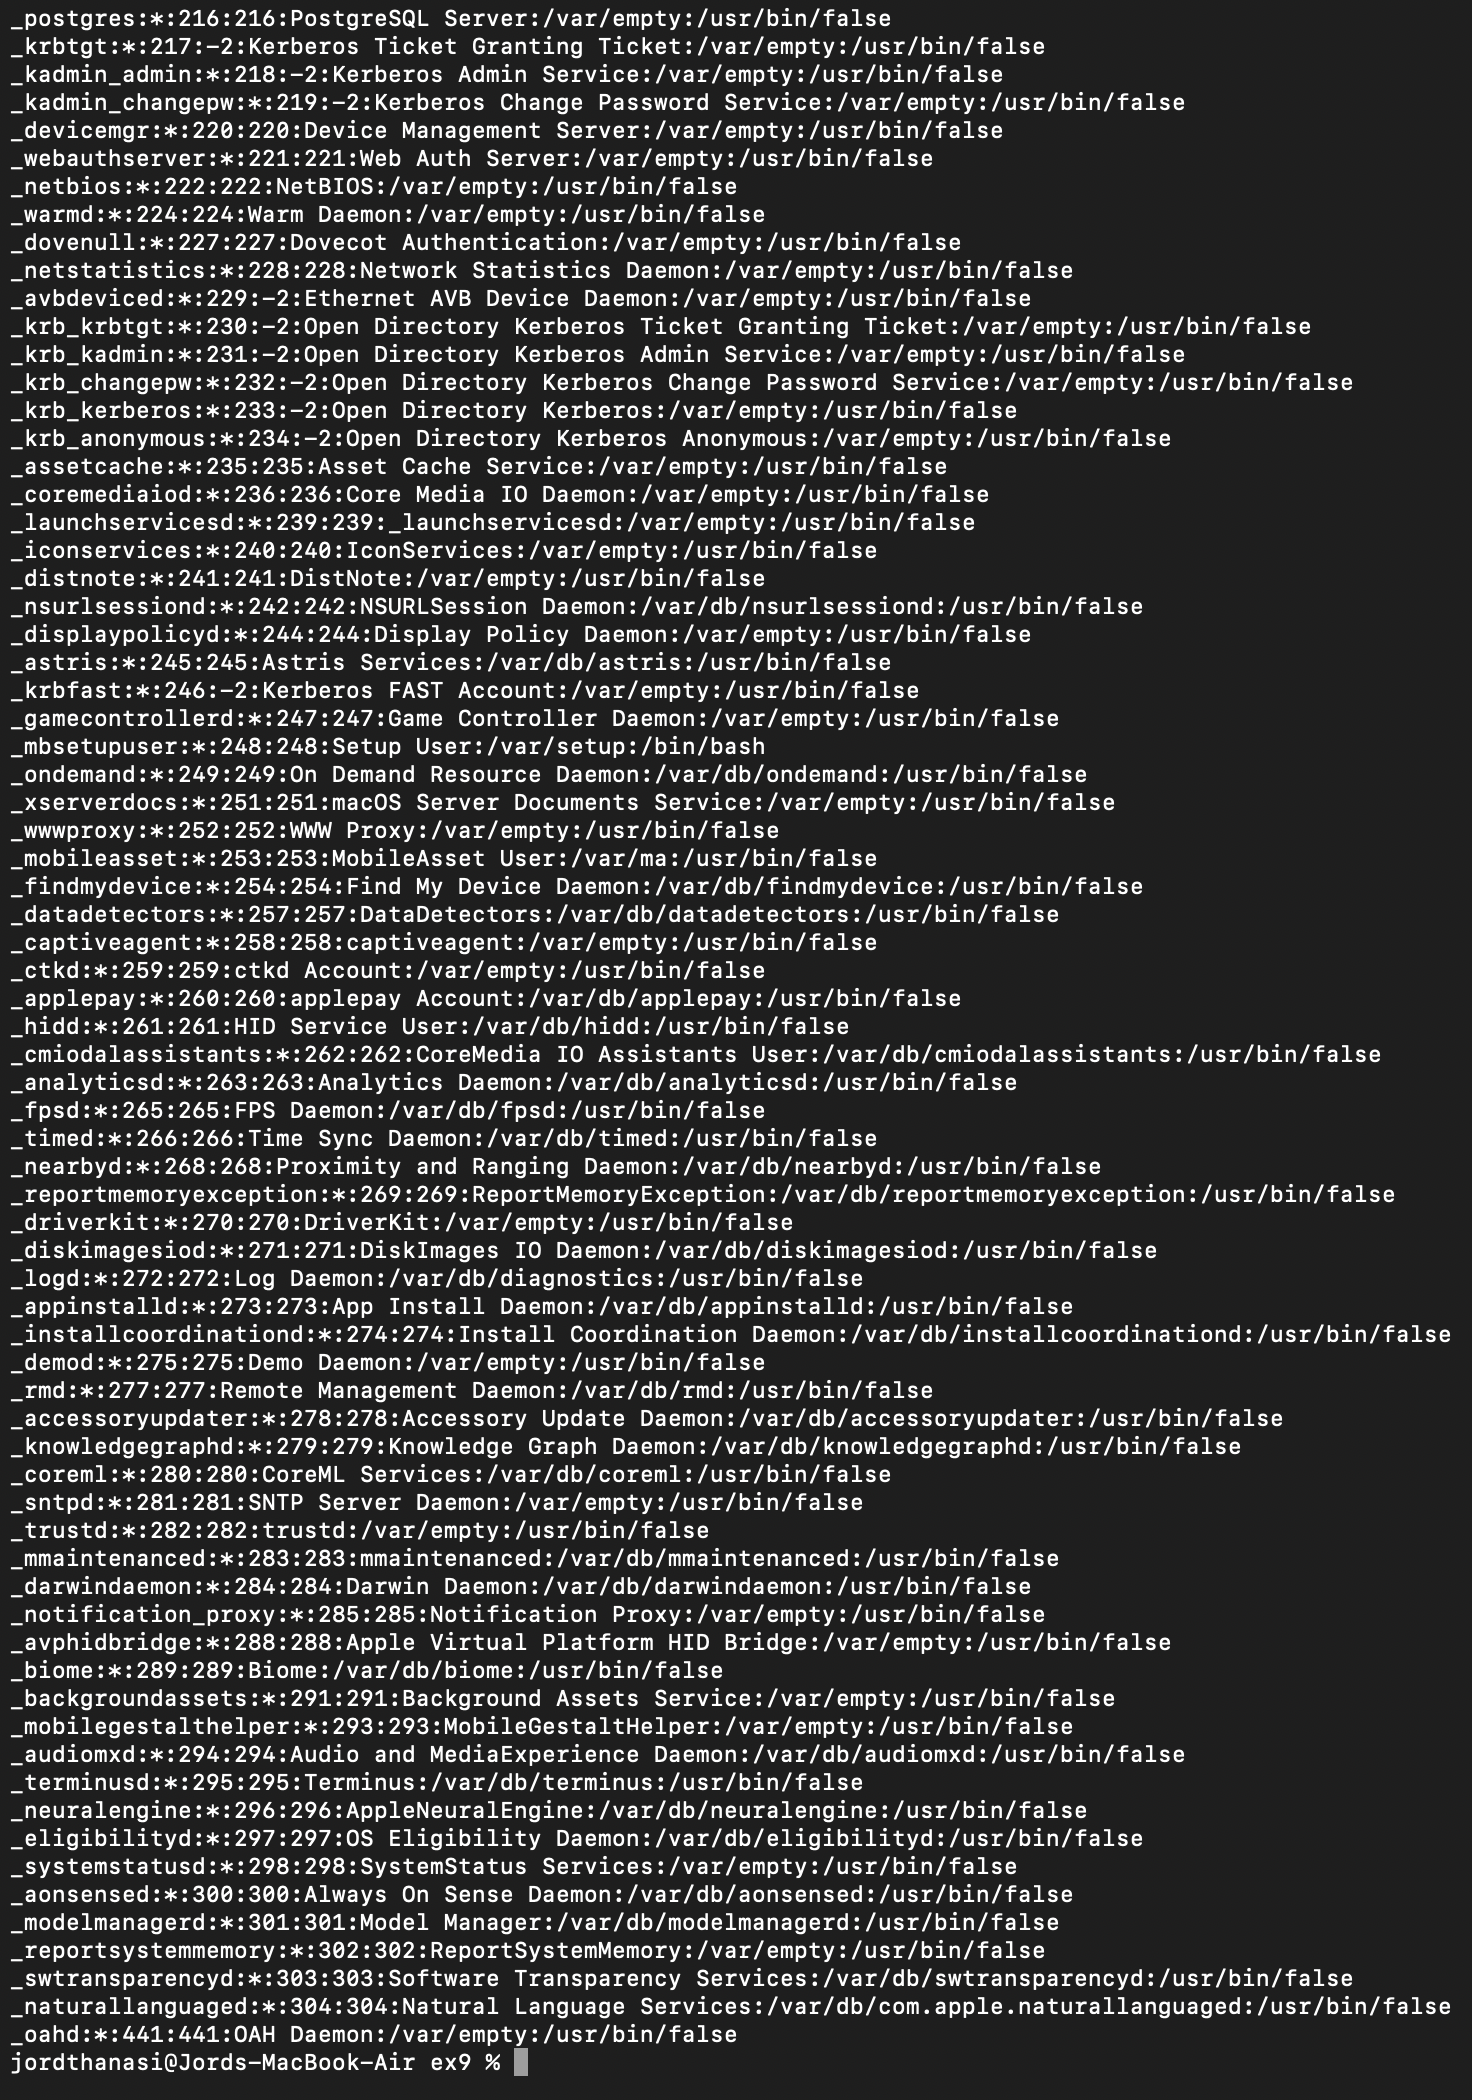 _postgres:*:216:216:PostgreSQL Server:/var/empty:/usr/bin/false
_krbtgt:*:217:-2:Kerberos Ticket Granting Ticket:/var/empty:/usr/bin/false
_kadmin_admin:*:218:-2:Kerberos Admin Service:/var/empty:/usr/bin/false
_kadmin_changepw:*:219:-2:Kerberos Change Password Service:/var/empty:/usr/bin/false
_devicemgr:*:220:220:Device Management Server:/var/empty:/usr/bin/false
_webauthserver:*:221:221:Web Auth Server:/var/empty:/usr/bin/false
_netbios:*:222:222:NetBIOS:/var/empty:/usr/bin/false
_warmd:*:224:224:Warm Daemon:/var/empty:/usr/bin/false
_dovenull:*:227:227:Dovecot Authentication:/var/empty:/usr/bin/false
_netstatistics:*:228:228:Network Statistics Daemon:/var/empty:/usr/bin/false
_avbdeviced:*:229:-2:Ethernet AVB Device Daemon:/var/empty:/usr/bin/false
_krb_krbtgt:*:230:-2:Open Directory Kerberos Ticket Granting Ticket:/var/empty:/usr/bin/false
_krb_kadmin:*:231:-2:Open Directory Kerberos Admin Service:/var/empty:/usr/bin/false
_krb_changepw:*:232:-2:Open Directory Kerberos Change Password Service:/var/empty:/usr/bin/false
_krb_kerberos:*:233:-2:Open Directory Kerberos:/var/empty:/usr/bin/false
_krb_anonymous:*:234:-2:Open Directory Kerberos Anonymous:/var/empty:/usr/bin/false
_assetcache:*:235:235:Asset Cache Service:/var/empty:/usr/bin/false
_coremediaiod:*:236:236:Core Media IO Daemon:/var/empty:/usr/bin/false
_launchservicesd:*:239:239:_launchservicesd:/var/empty:/usr/bin/false
_iconservices:*:240:240:IconServices:/var/empty:/usr/bin/false
_distnote:*:241:241:DistNote:/var/empty:/usr/bin/false
_nsurlsessiond:*:242:242:NSURLSession Daemon:/var/db/nsurlsessiond:/usr/bin/false
_displaypolicyd:*:244:244:Display Policy Daemon:/var/empty:/usr/bin/false
_astris:*:245:245:Astris Services:/var/db/astris:/usr/bin/false
_krbfast:*:246:-2:Kerberos FAST Account:/var/empty:/usr/bin/false
_gamecontrollerd:*:247:247:Game Controller Daemon:/var/empty:/usr/bin/false
_mbsetupuser:*:248:248:Setup User:/var/setup:/bin/bash
_ondemand:*:249:249:On Demand Resource Daemon:/var/db/ondemand:/usr/bin/false
_xserverdocs:*:251:251:macOS Server Documents Service:/var/empty:/usr/bin/false
_wwwproxy:*:252:252:WWW Proxy:/var/empty:/usr/bin/false
_mobileasset:*:253:253:MobileAsset User:/var/ma:/usr/bin/false
_findmydevice:*:254:254:Find My Device Daemon:/var/db/findmydevice:/usr/bin/false
_datadetectors:*:257:257:DataDetectors:/var/db/datadetectors:/usr/bin/false
_captiveagent:*:258:258:captiveagent:/var/empty:/usr/bin/false
_ctkd:*:259:259:ctkd Account:/var/empty:/usr/bin/false
_applepay:*:260:260:applepay Account:/var/db/applepay:/usr/bin/false
_hidd:*:261:261:HID Service User:/var/db/hidd:/usr/bin/false
_cmiodalassistants:*:262:262:CoreMedia IO Assistants User:/var/db/cmiodalassistants:/usr/bin/false
_analyticsd:*:263:263:Analytics Daemon:/var/db/analyticsd:/usr/bin/false
_fpsd:*:265:265:FPS Daemon:/var/db/fpsd:/usr/bin/false
_timed:*:266:266:Time Sync Daemon:/var/db/timed:/usr/bin/false
_nearbyd:*:268:268:Proximity and Ranging Daemon:/var/db/nearbyd:/usr/bin/false
_reportmemoryexception:*:269:269:ReportMemoryException:/var/db/reportmemoryexception:/usr/bin/false
_driverkit:*:270:270:DriverKit:/var/empty:/usr/bin/false
_diskimagesiod:*:271:271:DiskImages IO Daemon:/var/db/diskimagesiod:/usr/bin/false
_logd:*:272:272:Log Daemon:/var/db/diagnostics:/usr/bin/false
_appinstalld:*:273:273:App Install Daemon:/var/db/appinstalld:/usr/bin/false
_installcoordinationd:*:274:274:Install Coordination Daemon:/var/db/installcoordinationd:/usr/bin/false
_demod:*:275:275:Demo Daemon:/var/empty:/usr/bin/false
_rmd:*:277:277:Remote Management Daemon:/var/db/rmd:/usr/bin/false
_accessoryupdater:*:278:278:Accessory Update Daemon:/var/db/accessoryupdater:/usr/bin/false
_knowledgegraphd:*:279:279:Knowledge Graph Daemon:/var/db/knowledgegraphd:/usr/bin/false
_coreml:*:280:280:CoreML Services:/var/db/coreml:/usr/bin/false
_sntpd:*:281:281:SNTP Server Daemon:/var/empty:/usr/bin/false
_trustd:*:282:282:trustd:/var/empty:/usr/bin/false
_mmaintenanced:*:283:283:mmaintenanced:/var/db/mmaintenanced:/usr/bin/false
_darwindaemon:*:284:284:Darwin Daemon:/var/db/darwindaemon:/usr/bin/false
_notification_proxy:*:285:285:Notification Proxy:/var/empty:/usr/bin/false
_avphidbridge:*:288:288:Apple Virtual Platform HID Bridge:/var/empty:/usr/bin/false
_biome:*:289:289:Biome:/var/db/biome:/usr/bin/false
_backgroundassets:*:291:291:Background Assets Service:/var/empty:/usr/bin/false
_mobilegestalthelper:*:293:293:MobileGestaltHelper:/var/empty:/usr/bin/false
_audiomxd:*:294:294:Audio and MediaExperience Daemon:/var/db/audiomxd:/usr/bin/false
_terminusd:*:295:295:Terminus:/var/db/terminus:/usr/bin/false
_neuralengine:*:296:296:AppleNeuralEngine:/var/db/neuralengine:/usr/bin/false
_eligibilityd:*:297:297:OS Eligibility Daemon:/var/db/eligibilityd:/usr/bin/false
_systemstatusd:*:298:298:SystemStatus Services:/var/empty:/usr/bin/false
_aonsensed:*:300:300:Always On Sense Daemon:/var/db/aonsensed:/usr/bin/false
_modelmanagerd:*:301:301:Model Manager:/var/db/modelmanagerd:/usr/bin/false
_reportsystemmemory:*:302:302:ReportSystemMemory:/var/empty:/usr/bin/false
_swtransparencyd:*:303:303:Software Transparency Services:/var/db/swtransparencyd:/usr/bin/false
_naturallanguaged:*:304:304:Natural Language Services:/var/db/com.apple.naturallanguaged:/usr/bin/false
_oahd:*:441:441:OAH Daemon:/var/empty:/usr/bin/false
jordthanasi@Jords-MacBook-Air ex9 %